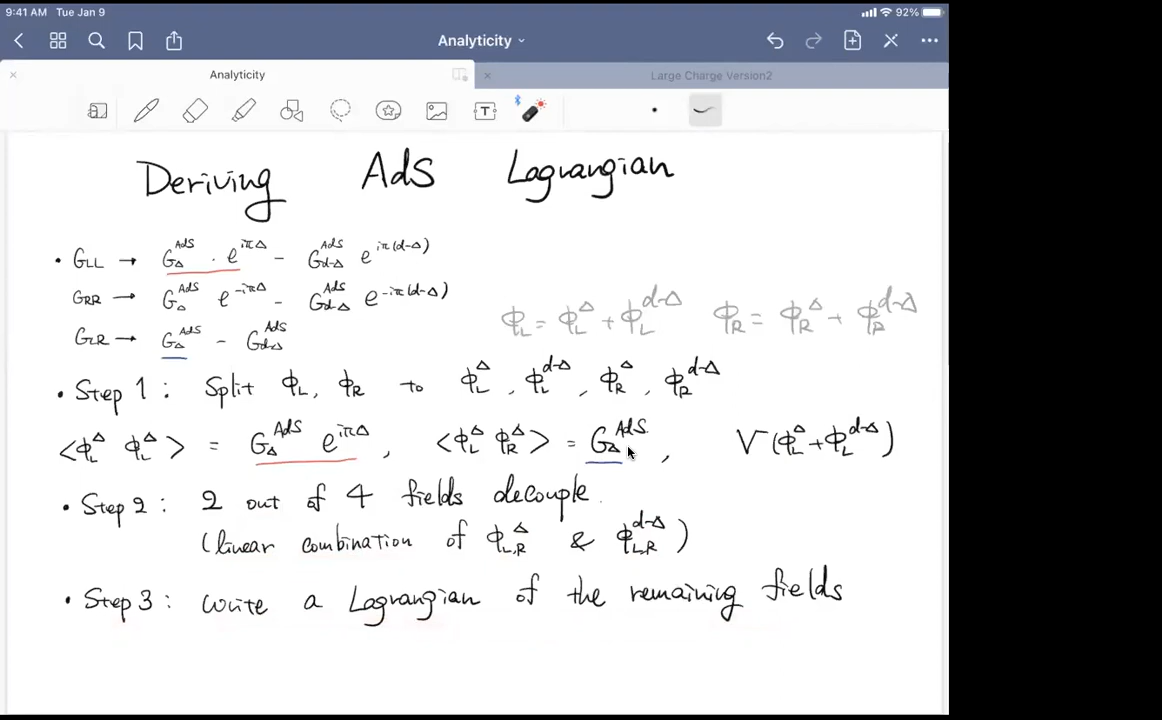 9:41 AM Tue Jan 9 92%
Analyticity
Analyticity Large Charge Version2
Deriving AdS Lagrangian
• G_LL → G_Δ^AdS · e^{iπΔ} - G_{d-Δ}^AdS e^{iπ(d-Δ)}
G_RR → G_Δ^AdS e^{-iπΔ} - G_{d-Δ}^AdS e^{-iπ(d-Δ)}
ϕ_L = ϕ_L^Δ + ϕ_L^{d-Δ} ϕ_R = ϕ_R^Δ + ϕ_R^{d-Δ}
G_LR → G_Δ^AdS - G_{d-Δ}^AdS
• Step 1 : Split ϕ_L, ϕ_R to ϕ_L^Δ, ϕ_L^{d-Δ}, ϕ_R^Δ, ϕ_R^{d-Δ}
<ϕ_L^Δ ϕ_L^Δ> = G_Δ^AdS e^{iπΔ}, <ϕ_L^Δ ϕ_R^Δ> = G_Δ^AdS, V(ϕ_L^Δ + ϕ_L^{d-Δ})
• Step 2 : 2 out of 4 fields decouple.
(linear combination of ϕ_{L,R}^Δ & ϕ_{L,R}^{d-Δ})
• Step 3 : write a Lagrangian of the remaining fields